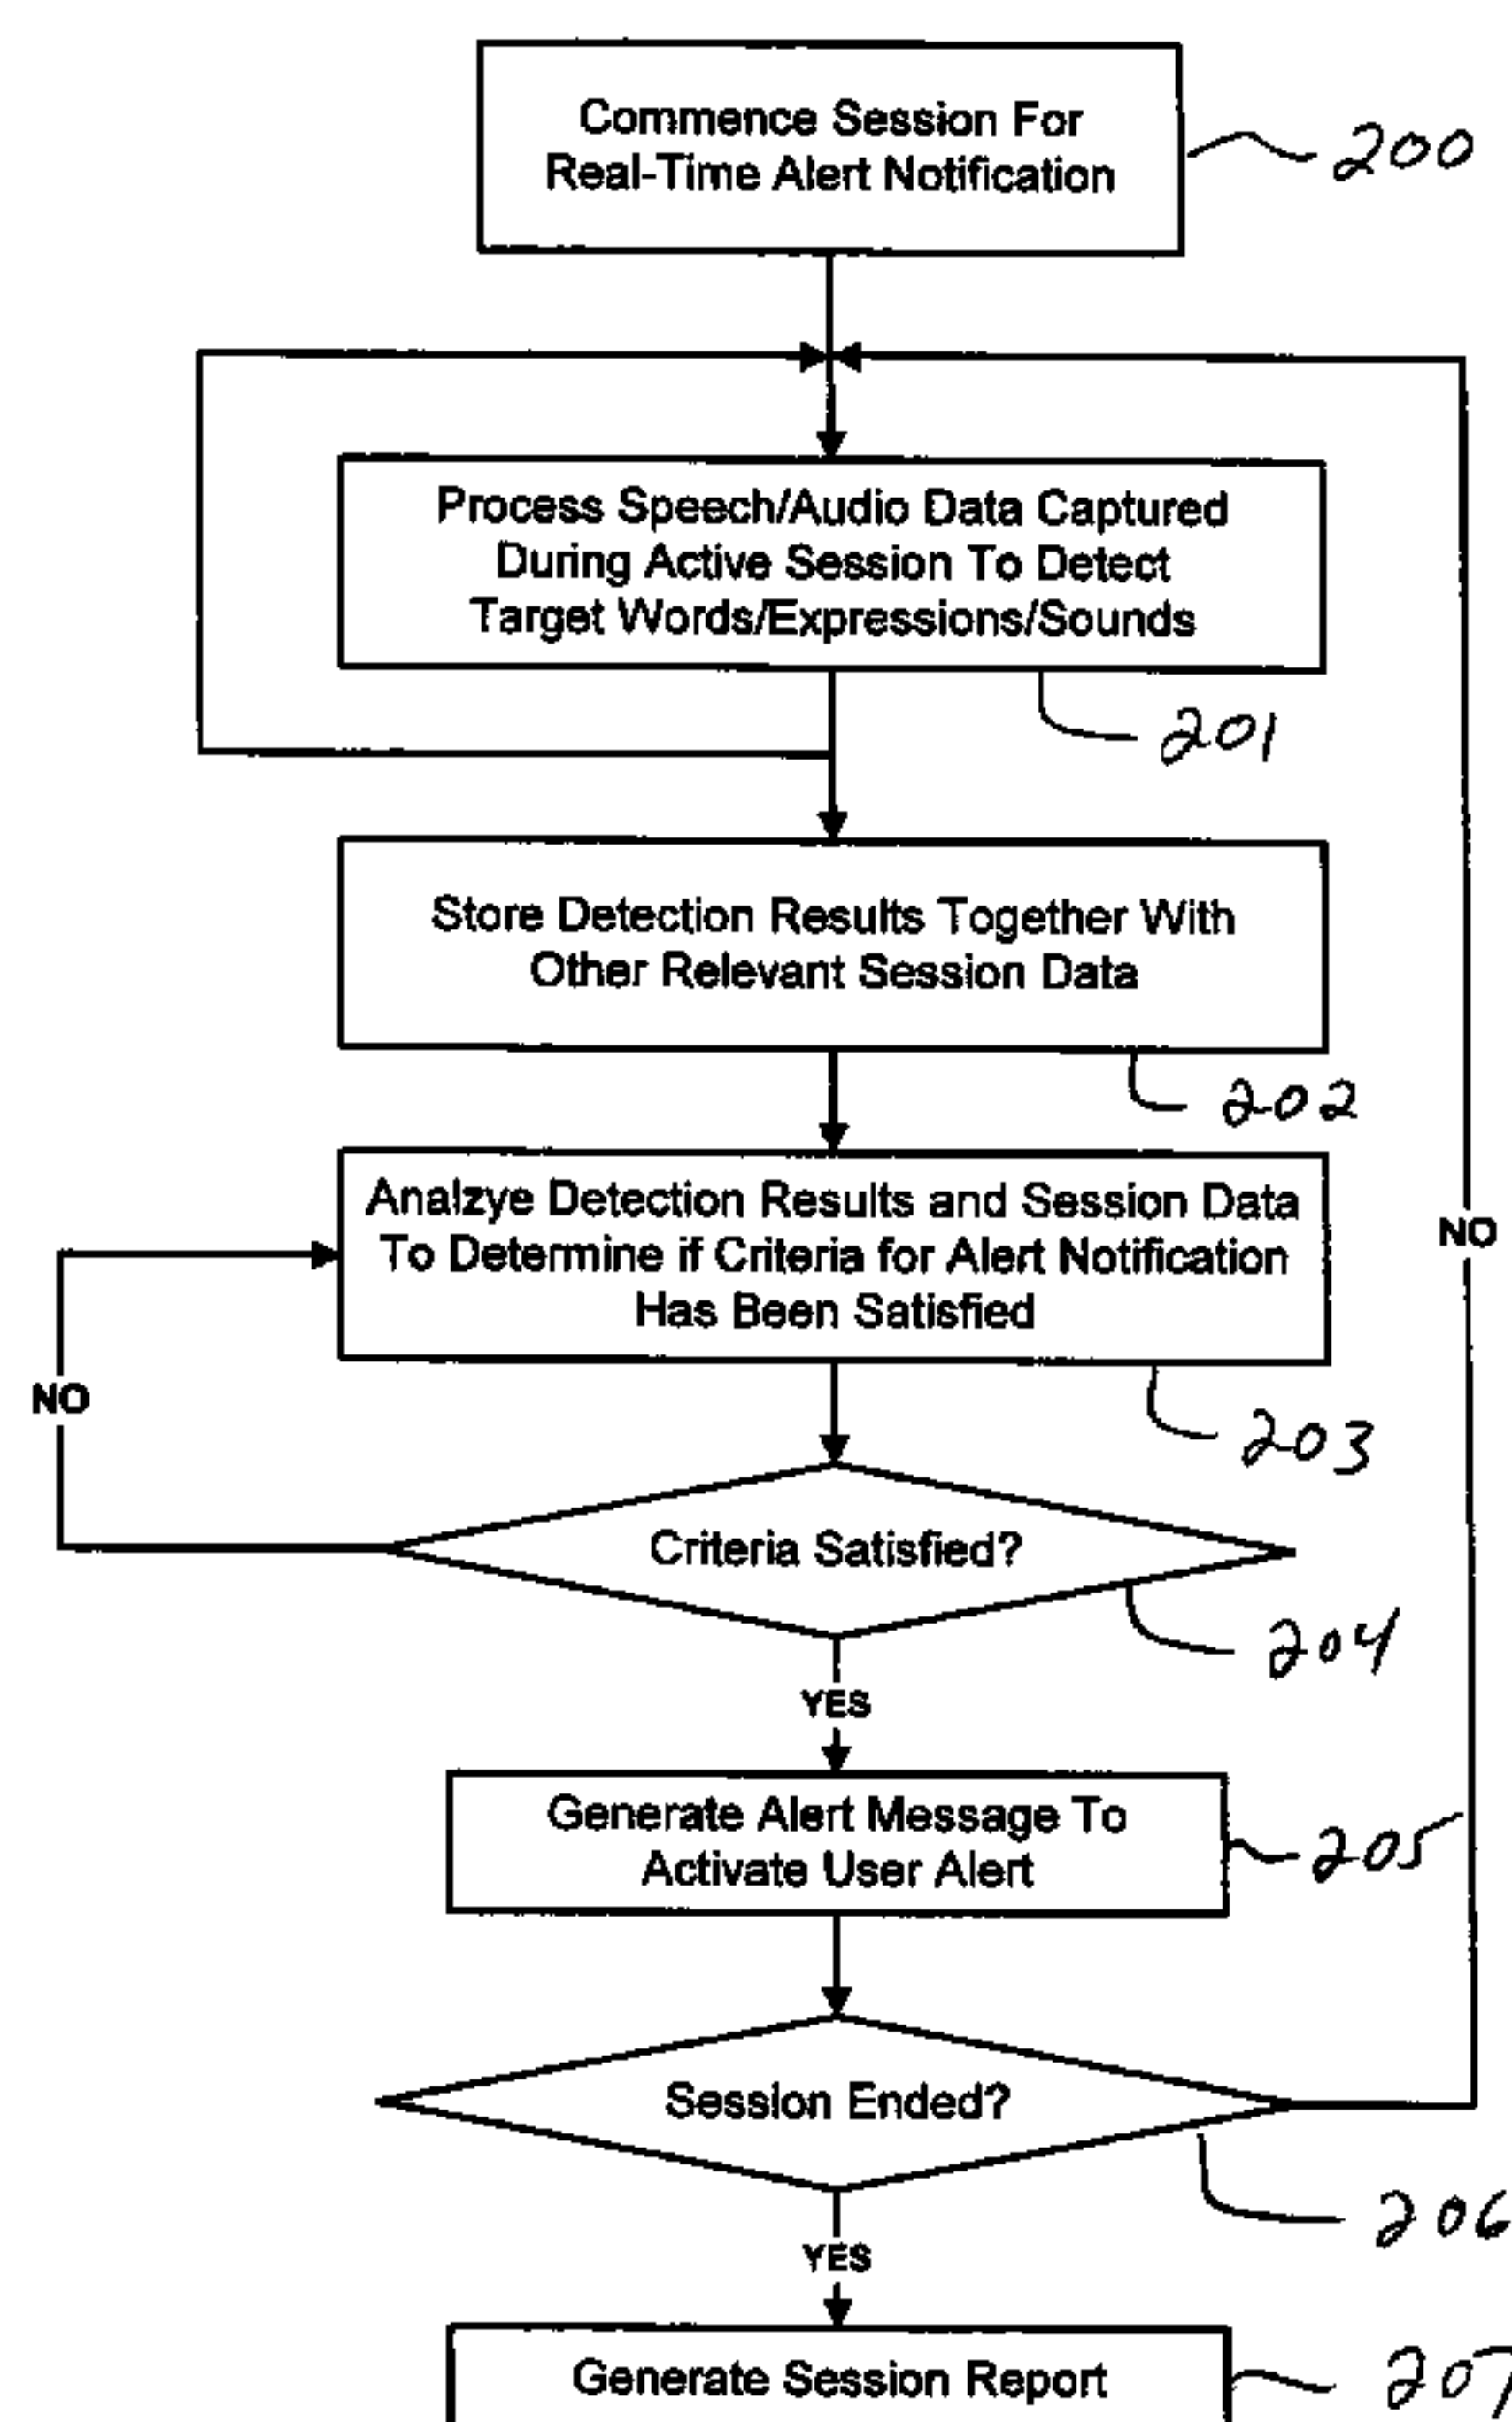 Commence Session For
Real-Time Alert Notification
200
Process Speech/Audio Data Captured
During Active Session To Detect
Target Words/Expressions/Sounds
201
Store Detection Results Together With
Other Relevant Session Data
202
Analzye Detection Results and Session Data
To Determine if Criteria for Alert Notification
Has Been Satisfied
NO
NO
203
Criteria Satisfied?
204
YES
Generate Alert Message To
Activate User Alert
205
Session Ended?
206
YES
Generate Session Report
207